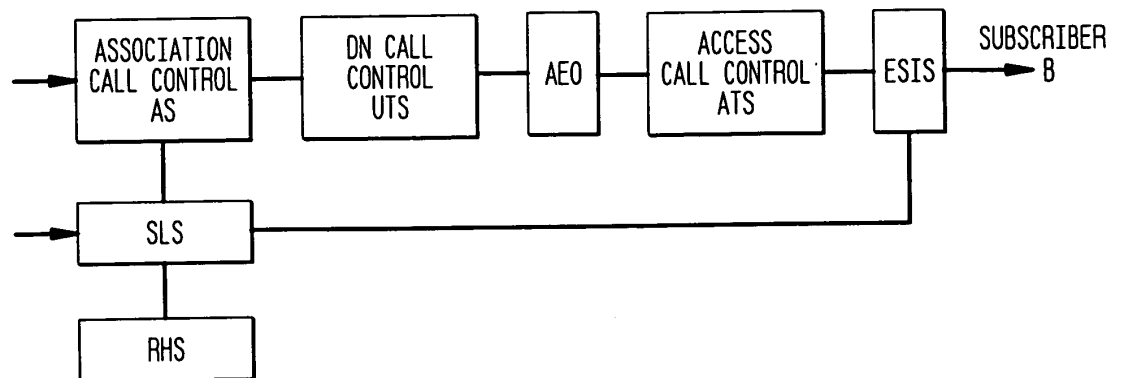 ASSOCIATION
CALL CONTROL
AS
DN CALL
CONTROL
UTS
AEO
ACCESS
CALL CONTROL
ATS
ESIS
SUBSCRIBER
B
SLS
RHS